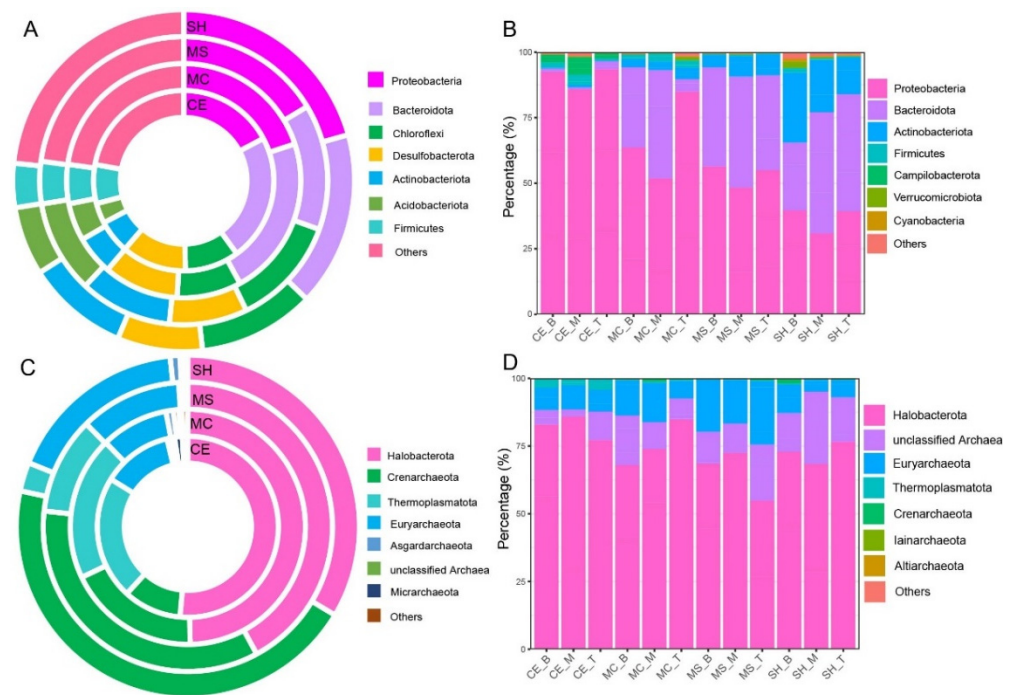 A
SH
MS
MC
CE
Proteobacteria
Bacteroidota
Chloroflexi
Desulfobacterota
Actinobacteriota
Acidobacteriota
Firmicutes
Others
B
Percentage (%)
100
75
50
25
0
CE_B
CE_M
CE_T
MC_B
MC_M
MC_T
MS_B
MS_M
MS_T
SH_B
SH_M
SH_T
Proteobacteria
Bacteroidota
Actinobacteriota
Firmicutes
Campilobacterota
Verrucomicrobiota
Cyanobacteria
Others
C
SH
MS
MC
CE
Halobacterota
Crenarchaeota
Thermoplasmatota
Euryarchaeota
Asgardarchaeota
unclassified Archaea
Micrarchaeota
Others
D
Percentage (%)
100
75
50
25
0
CE_B
CE_M
CE_T
MC_B
MC_M
MC_T
MS_B
MS_M
MS_T
SH_B
SH_M
SH_T
Halobacterota
unclassified Archaea
Euryarchaeota
Thermoplasmatota
Crenarchaeota
Iainarchaeota
Altiarchaeota
Others